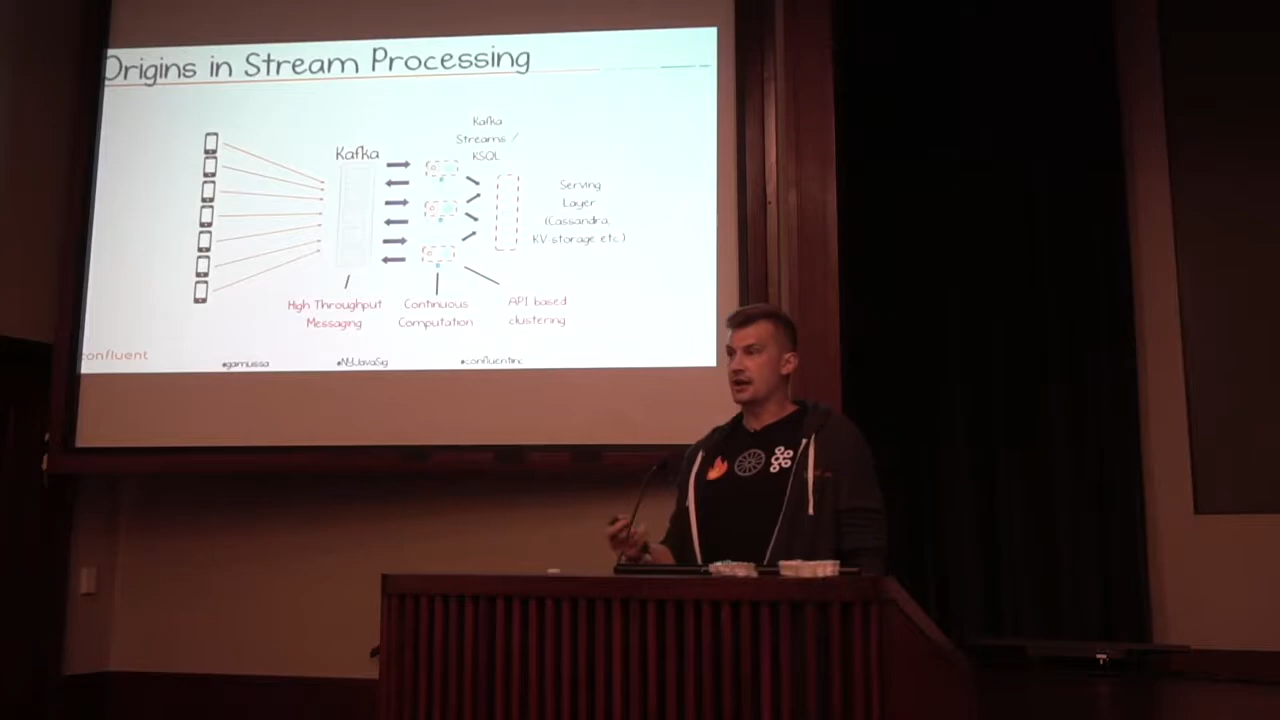 Origins in Stream Processing
Kafka
Streams /
KSQL
Kafka
Serving
Layer
(Cassandra,
KV-storage etc.)
High Throughput
Messaging
Continuous
Computation
API based
clustering
confluent
@gamussa
@NYJavaSig
@confluentinc